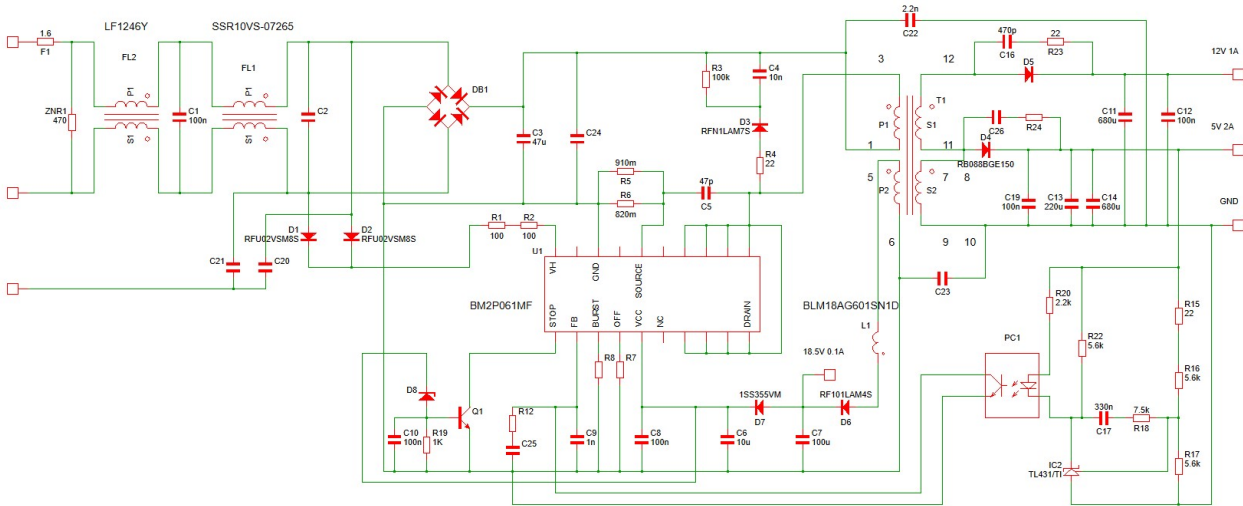 LF1246Y
SSR10VS-07265
1.6
F1
FL2
FL1
P1
S1
P1
S1
ZNR1
470
C1
100n
C2
DB1
C3
47u
C24
R3
100k
C4
10n
D3
RFN1LAM7S
R4
22
2.2n
C22
3
12
470p
C16
22
R23
D5
12V 1A
P1
T1
S1
C26
R24
C11
680u
C12
100n
1
11
D4
RB088BGE150
5V 2A
5
7
8
P2
S2
C19
100n
C13
220u
C14
680u
GND
6
9
10
C23
910m
R5
R6
820m
47p
C5
D1
RFU02VSM8S
D2
RFU02VSM8S
R1
100
R2
100
C21
C20
U1
VH
GND
SOURCE
BM2P061MF
STOP
FB
BURST
OFF
VCC
NC
DRAIN
BLM18AG601SN1D
L1
18.5V 0.1A
R8
R7
D8
Q1
C10
100n
R19
1K
R12
C25
C9
1n
C8
100n
1SS355VM
D7
RF101LAM4S
D6
C6
10u
C7
100u
PC1
R20
2.2k
R22
5.6k
R15
22
R16
5.6k
330n
C17
7.5k
R18
R17
5.6k
IC2
TL431/TI